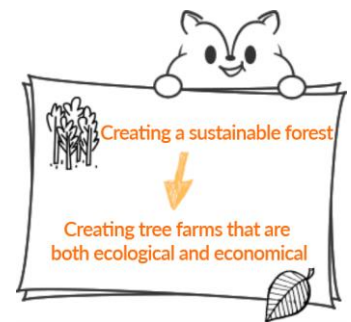 Creating a sustainable forest
Creating tree farms that are
both ecological and economical